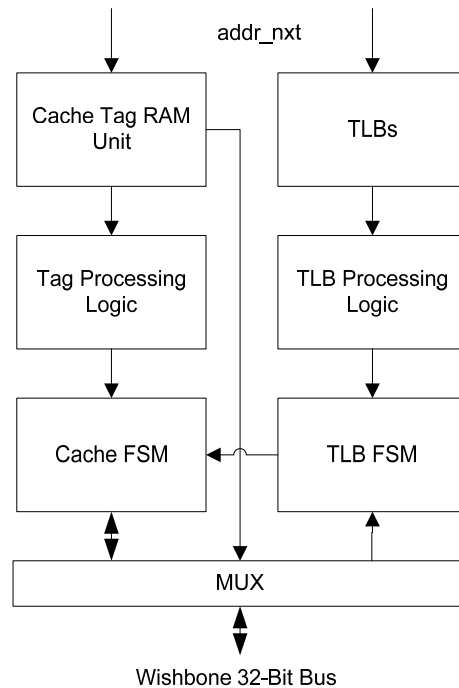 addr_nxt
Cache Tag RAM
Unit
TLBs
Tag Processing
Logic
TLB Processing
Logic
Cache FSM
TLB FSM
MUX
Wishbone 32-Bit Bus